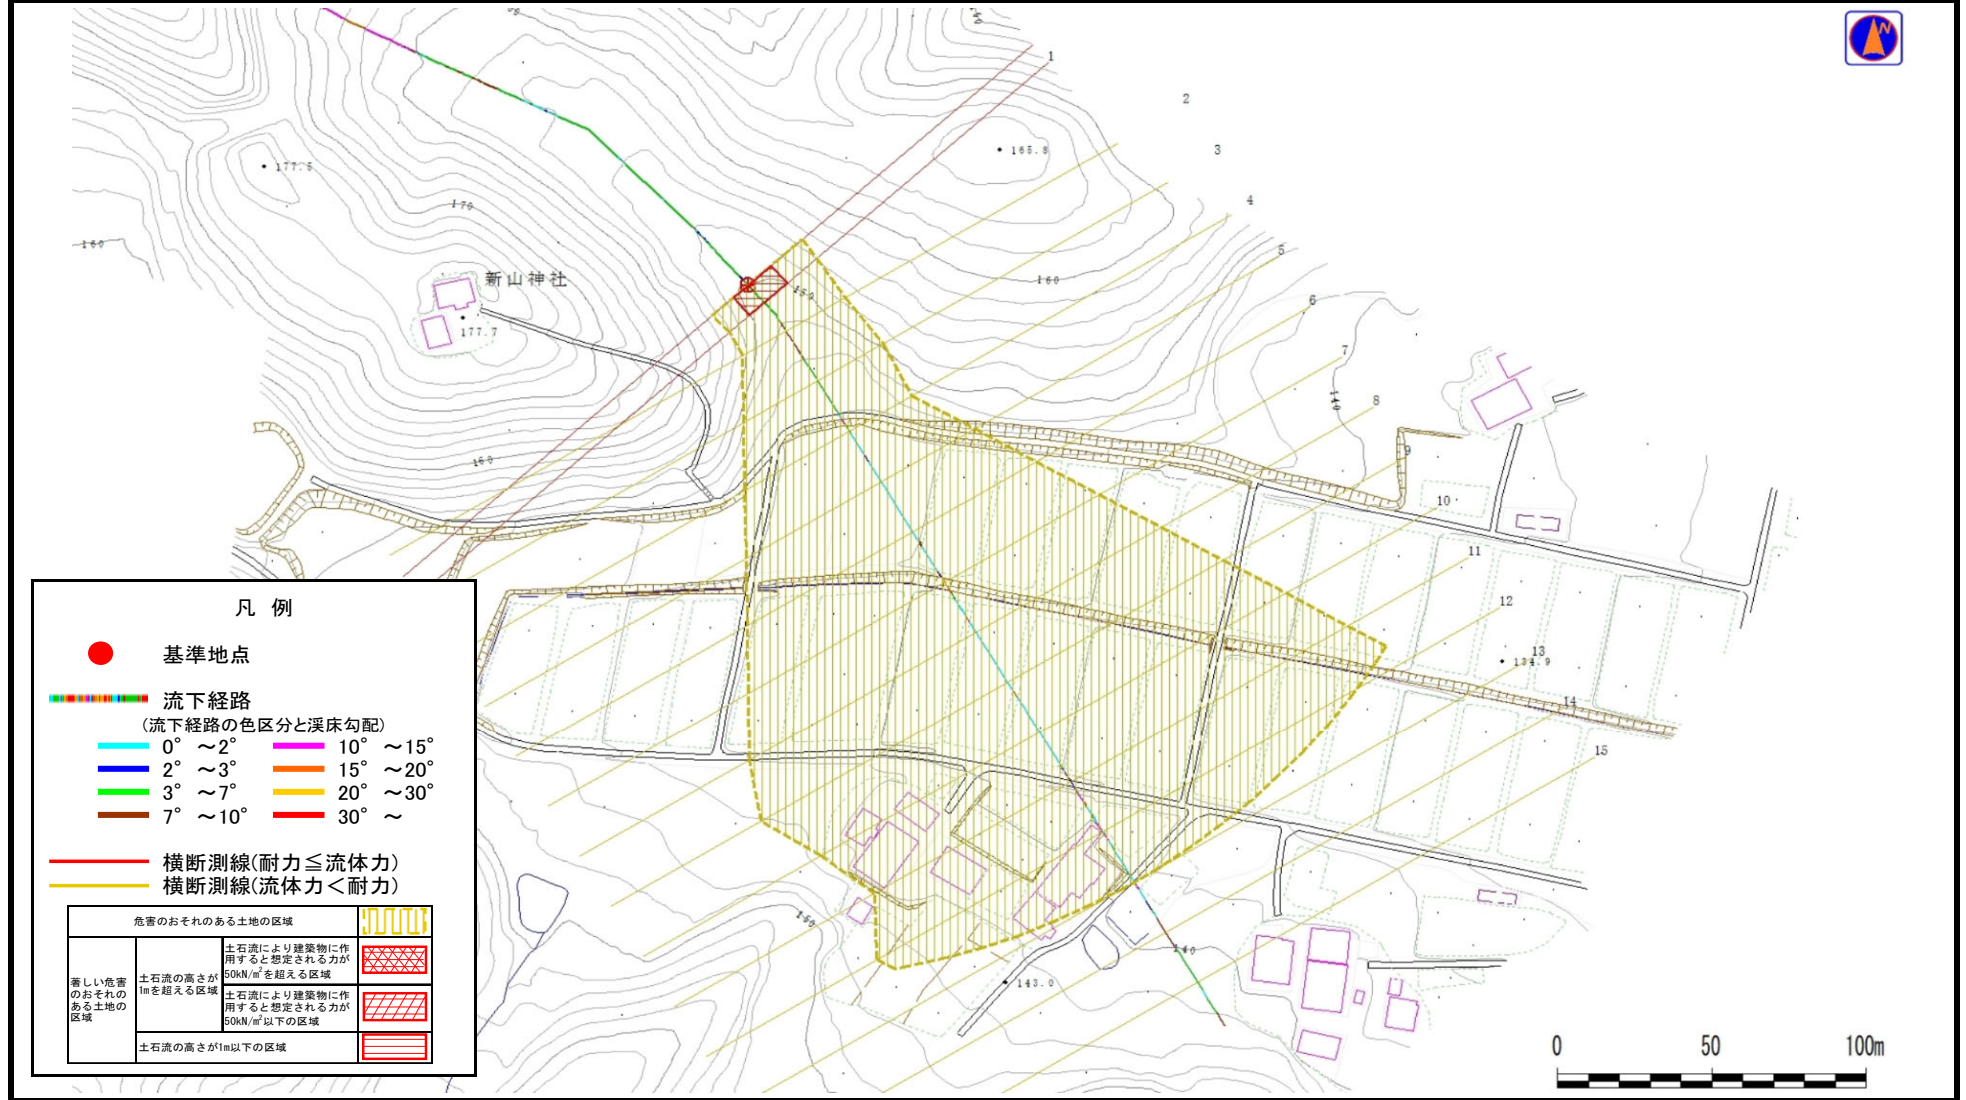 N
1
2
3
4
5
6
7
8
9
10
11
12
13
14
15
165.8
177.5
170
160
新山神社
177.7
150
160
140
160
134.9
150
140
143.0
凡 例
基準地点
流下経路
(流下経路の色区分と渓床勾配)
0° ～2° 10° ～15°
2° ～3° 15° ～20°
3° ～7° 20° ～30°
7° ～10° 30° ～
横断測線(耐力≦流体力)
横断測線(流体力＜耐力)
危害のおそれのある土地の区域
著しい危害
のおそれの
ある土地の
区域
土石流の高さが
1mを超える区域
土石流により建築物に作
用すると想定される力が
50kN/m²を超える区域
土石流により建築物に作
用すると想定される力が
50kN/m²以下の区域
土石流の高さが1m以下の区域
0 50 100m